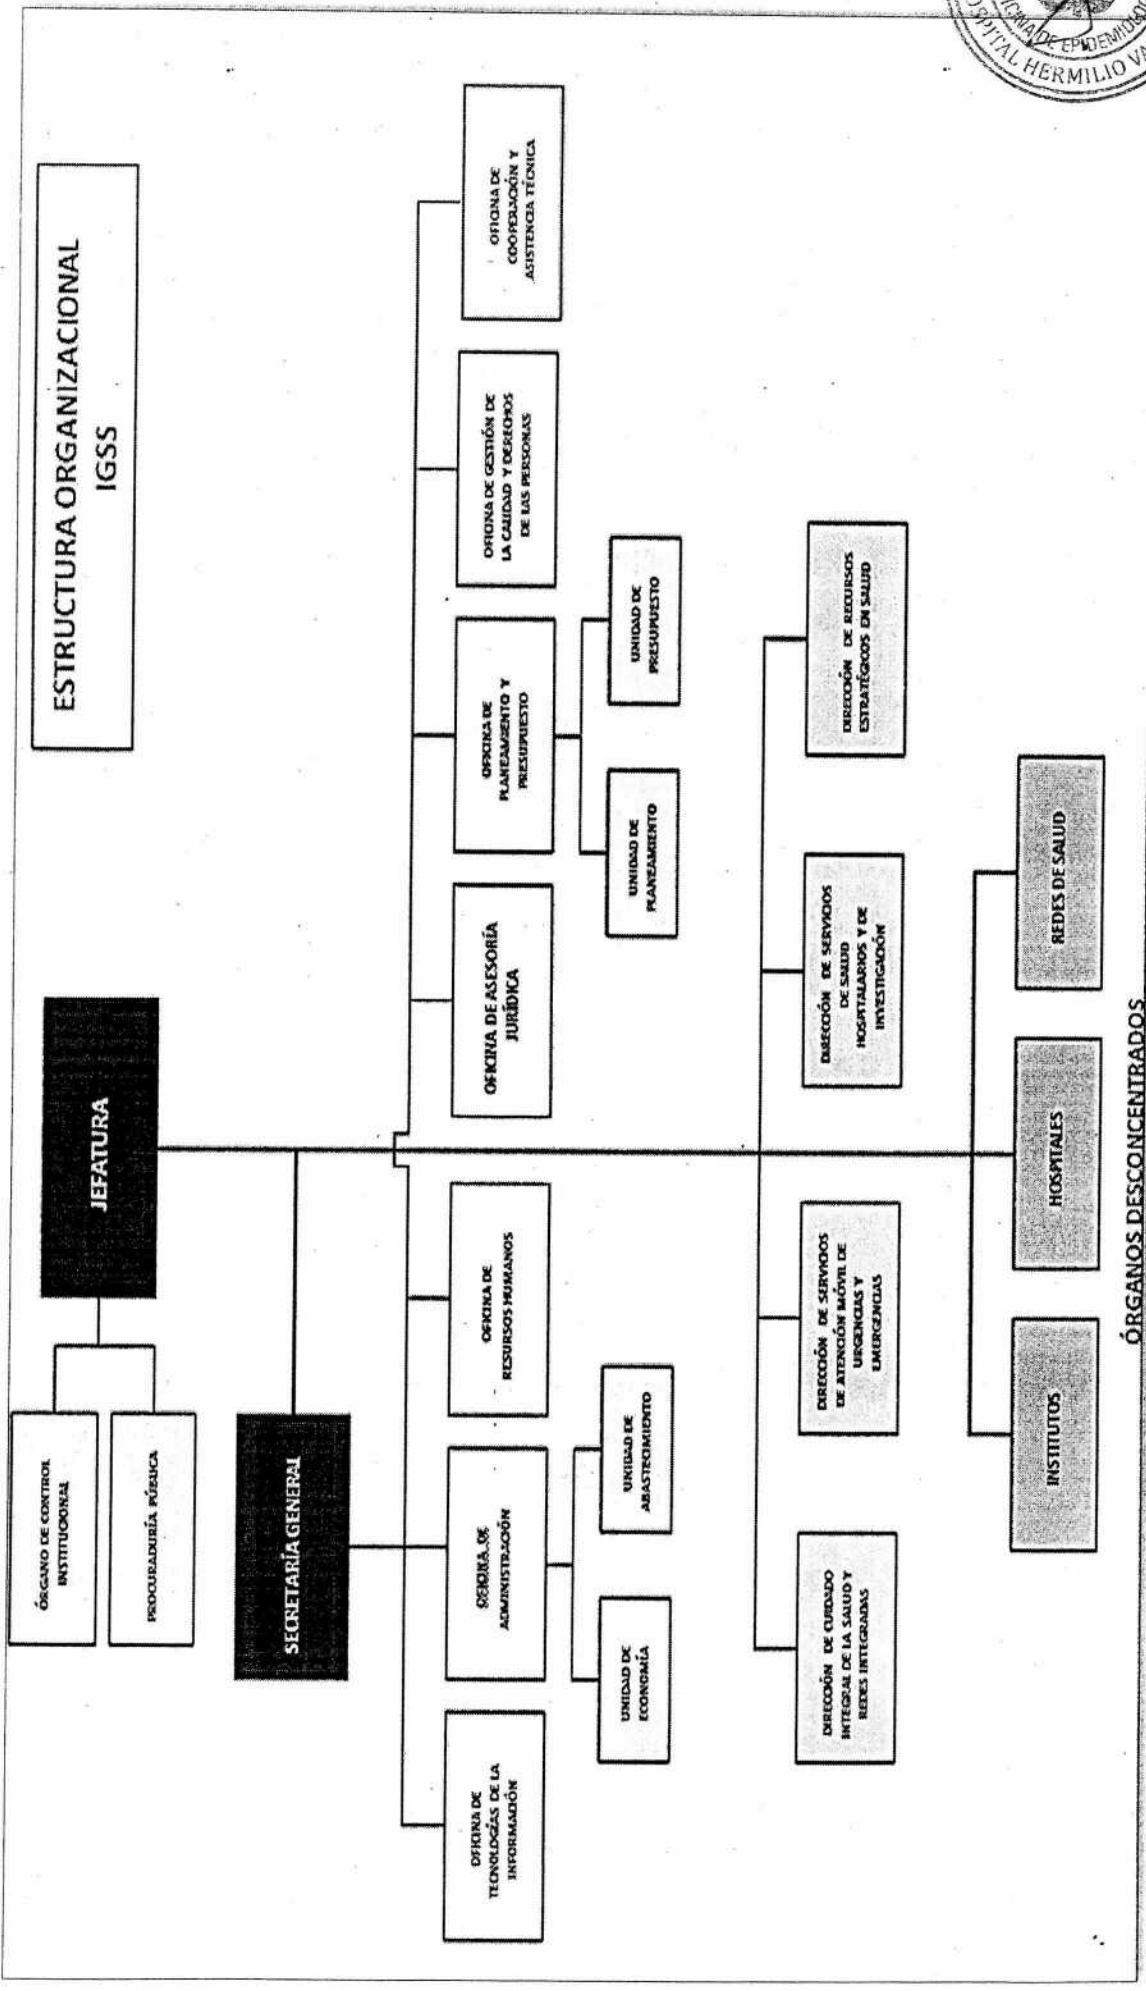 ESTRUCTURA ORGANIZACIONAL
IGSS
JEFATURA
ÓRGANO DE CONTROL
INSTITUCIONAL
PROCURADURÍA PÚBLICA
SECRETARÍA GENERAL
OFICINA DE
TECNOLOGÍAS DE LA
INFORMACIÓN
OFICINA DE
ADMINISTRACIÓN
OFICINA DE
RECURSOS HUMANOS
OFICINA DE ASESORÍA
JURÍDICA
OFICINA DE
PLANEAMIENTO Y
PRESUPUESTO
OFICINA DE GESTIÓN DE
LA CALIDAD Y DERECHOS
DE LAS PERSONAS
OFICINA DE
COOPERACIÓN Y
ASISTENCIA TÉCNICA
UNIDAD DE
ECONOMÍA
UNIDAD DE
ABASTECIMIENTO
UNIDAD DE
PLANEAMIENTO
UNIDAD DE
PRESUPUESTO
DIRECCIÓN DE CUIDADO
INTEGRAL DE LA SALUD Y
REDES INTEGRADAS
DIRECCIÓN DE SERVICIOS
DE ATENCIÓN MÓVIL DE
URGENCIAS Y
EMERGENCIAS
DIRECCIÓN DE SERVICIOS
DE SALUD
HOSPITALARIOS Y DE
INVESTIGACIÓN
DIRECCIÓN DE RECURSOS
ESTRATÉGICOS EN SALUD
INSTITUTOS
HOSPITALES
REDES DE SALUD
ÓRGANOS DESCONCENTRADOS
DE
HERMILIO